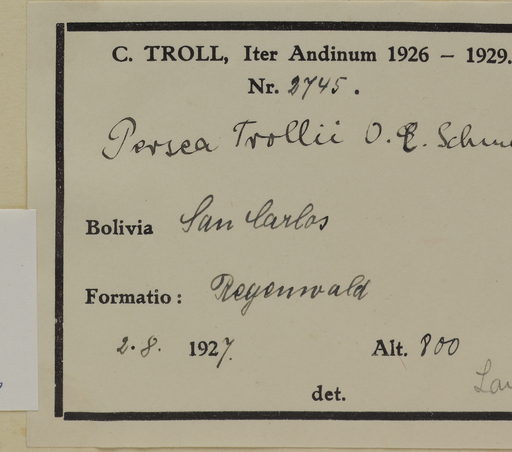 C. TROLL, Iter Andinum 1926 – 1929.
Nr. 2745.
Persea Trollii O. C. Schm
Bolivia San Carlos
Formatio: Regenwald
2.8. 1927. Alt. 800
det.